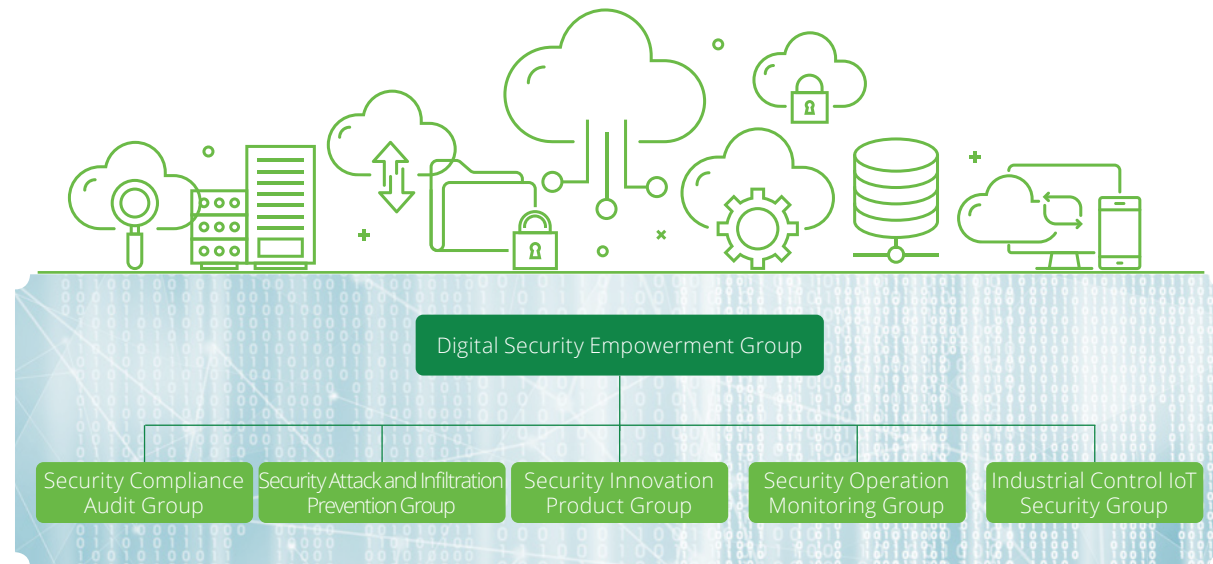 Digital Security Empowerment Group
Security Compliance
Audit Group
Security Attack and Infiltration
Prevention Group
Security Innovation
Product Group
Security Operation
Monitoring Group
Industrial Control IoT
Security Group